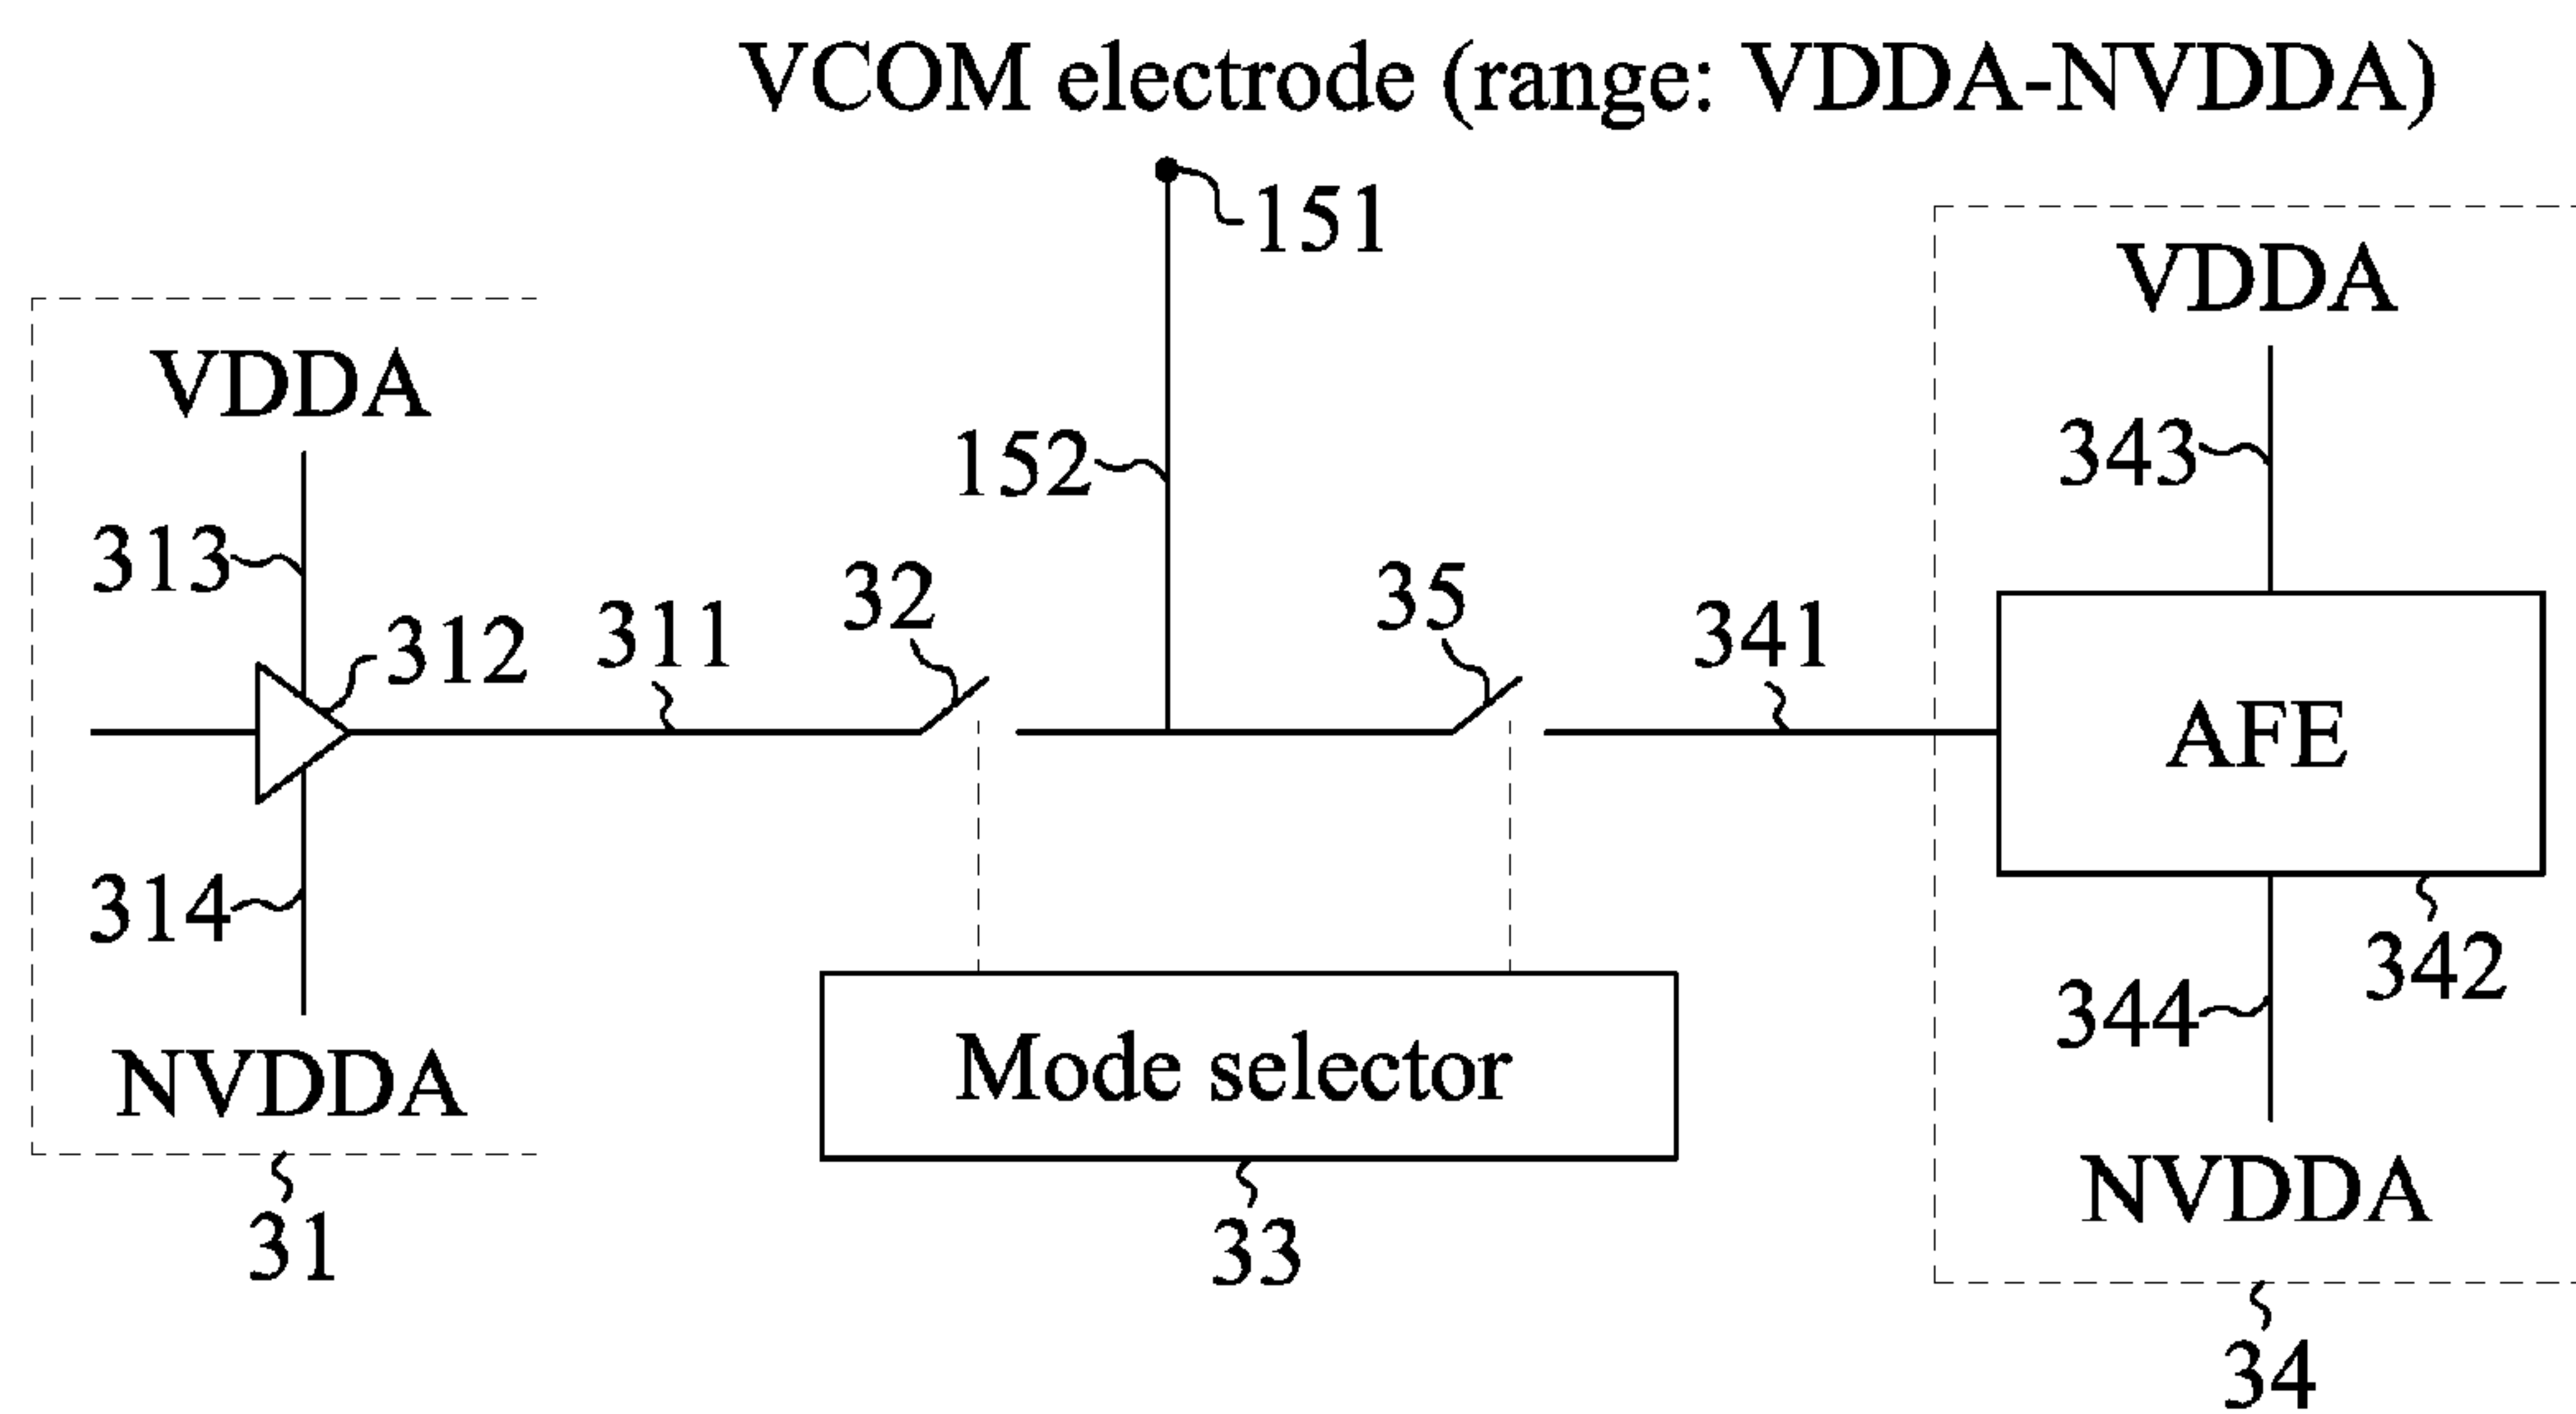 VCOM electrode (range: VDDA-NVDDA)
151
VDDA
VDDA
152
343
313
32
35
312
311
341
AFE
314
342
344
Mode selector
NVDDA
NVDDA
31
33
34